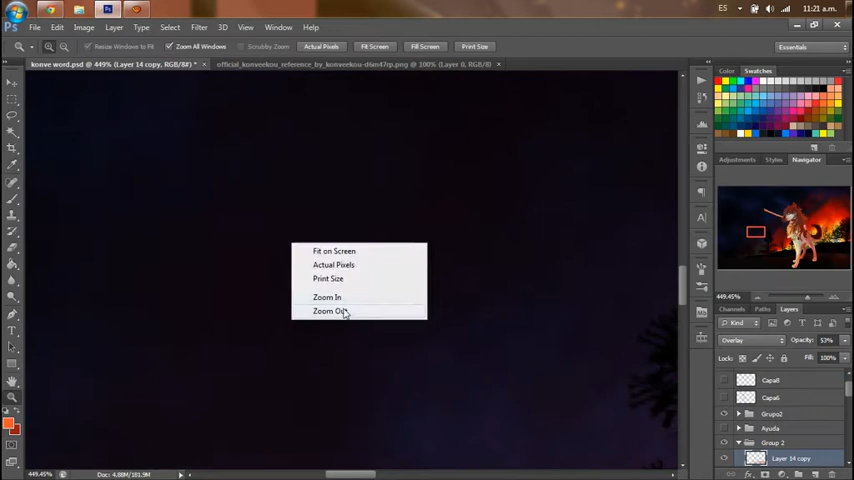 ES 11:21 a.m.
Ps File Edit Image Layer Type Select Filter 3D View Window Help
Resize Windows to Fit Zoom All Windows Scrubby Zoom Actual Pixels Fit Screen Fill Screen Print Size Essentials
konve word.psd @ 449% (Layer 14 copy, RGB/8#) * × official_konveekou_reference_by_konveekou-d6m47rp.png @ 100% (Layer 0, RGB/8) ×
Color Swatches
Adjustments Styles Navigator
Fit on Screen
Actual Pixels
Print Size
Zoom In
Zoom Out
449.45%
Channels Paths Layers
Kind
Overlay Opacity: 53%
Lock: Fill: 100%
Capa8
Capa6
Grups2
Ayuda
Group 2
Layer 14 copy
449.45% Doc: 4.88M/181.9M